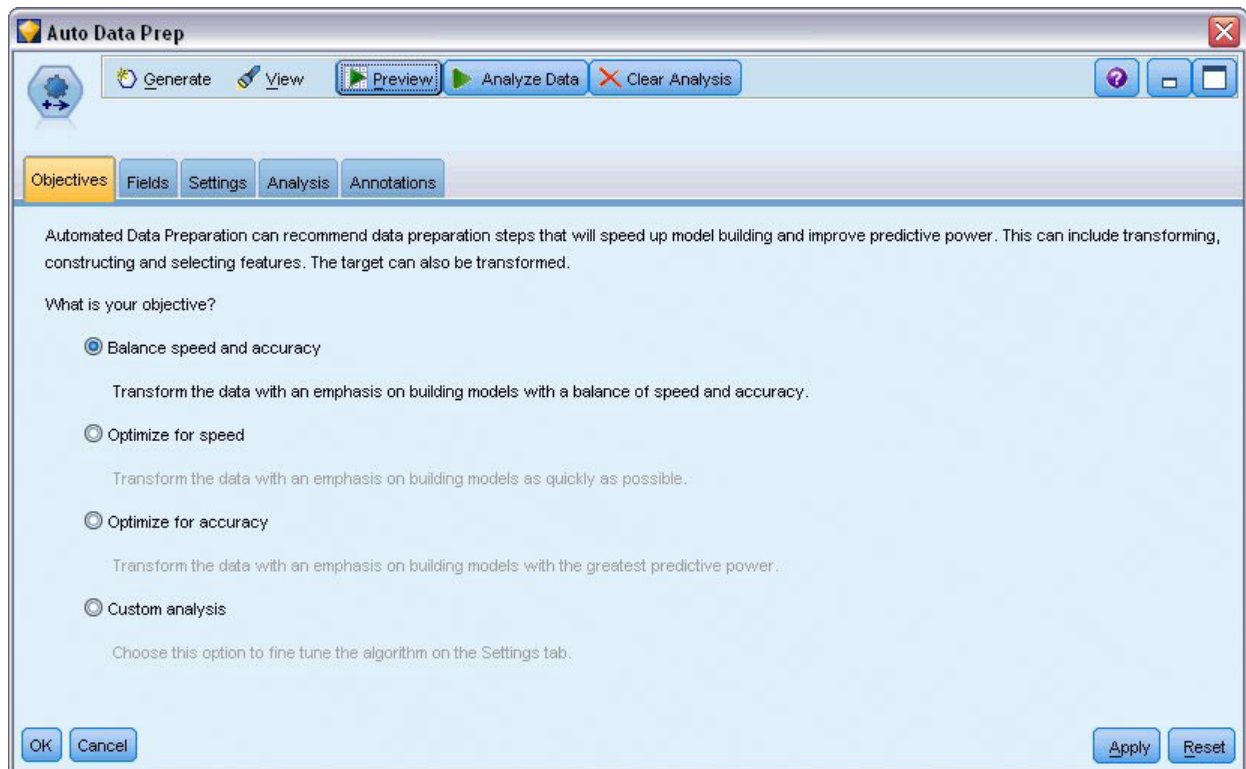 Auto Data Prep
Generate View Preview Analyze Data Clear Analysis ?
Objectives Fields Settings Analysis Annotations
Automated Data Preparation can recommend data preparation steps that will speed up model building and improve predictive power. This can include transforming,
constructing and selecting features. The target can also be transformed.
What is your objective?
Balance speed and accuracy
Transform the data with an emphasis on building models with a balance of speed and accuracy.
Optimize for speed
Transform the data with an emphasis on building models as quickly as possible.
Optimize for accuracy
Transform the data with an emphasis on building models with the greatest predictive power.
Custom analysis
Choose this option to fine tune the algorithm on the Settings tab.
OK Cancel Apply Reset